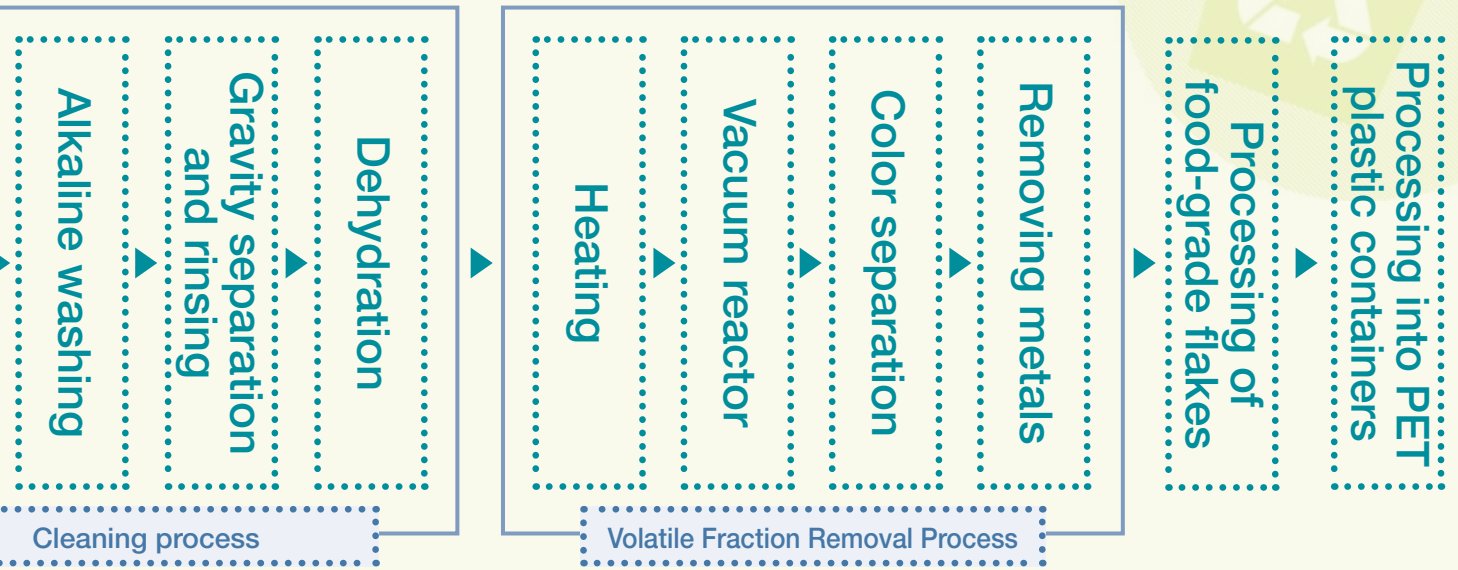 Alkaline washing
Gravity separation
and rinsing
Dehydration
Cleaning process
Heating
Vacuum reactor
Color separation
Removing metals
Volatile Fraction Removal Process
Processing of
food-grade flakes
Processing into PET
plastic containers